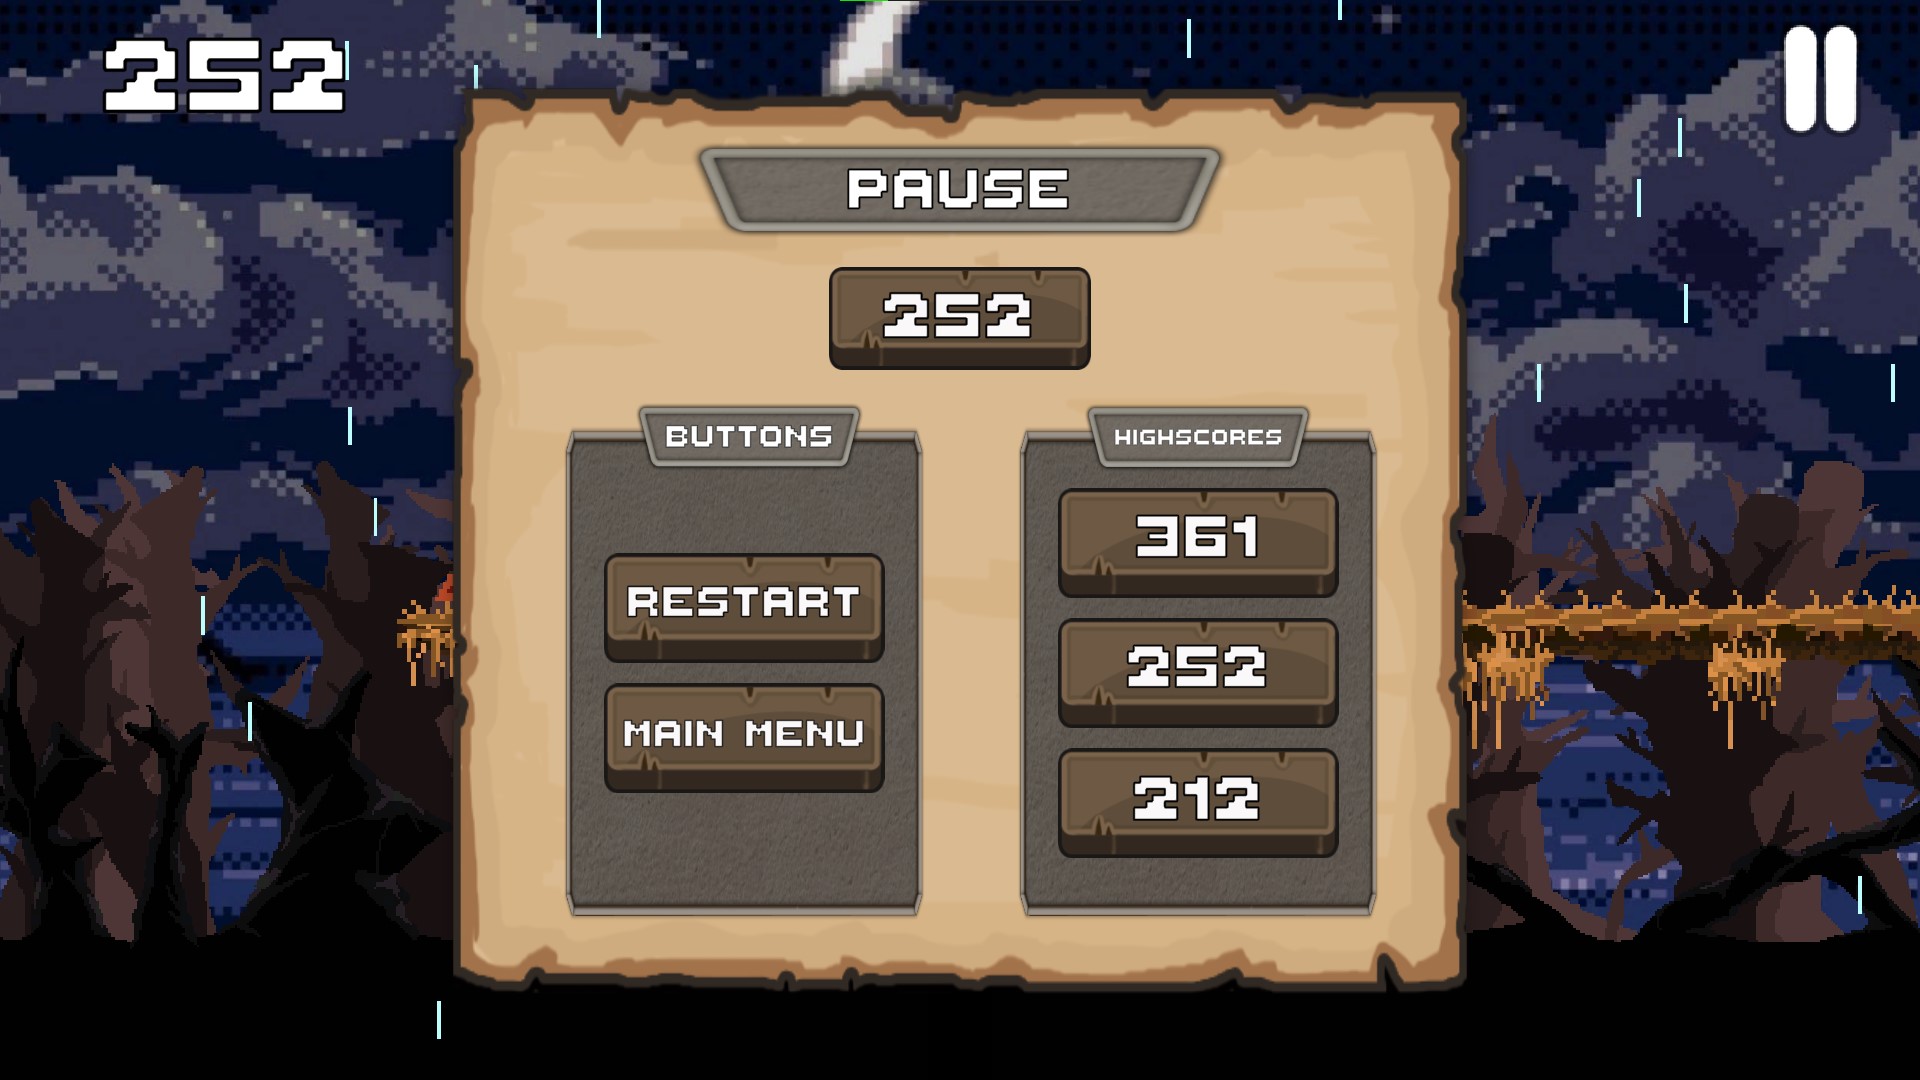 252
PAUSE
252
BUTTONS
RESTART
MAIN MENU
HIGHSCORES
361
252
212